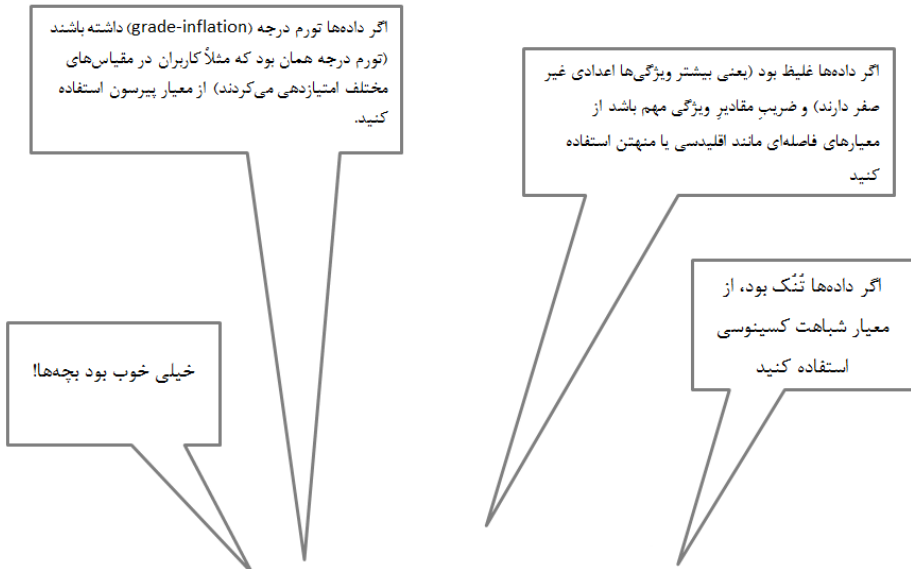 اگر داده‌ها تورم درجه (grade-inflation) داشته باشند
(تورم درجه همان بود که مثلاً کاربران در مقیاس‌های
مختلف امتیازدهی می‌کردند) از معیار پیرسون استفاده
کنید.
اگر داده‌ها غلیظ بود (یعنی بیشتر ویژگی‌ها اعدادی غیر
صفر دارند) و ضریبِ مقادیرِ ویژگی مهم باشد از
معیارهای فاصله‌ای مانند اقلیدسی یا منهتن استفاده
کنید
اگر داده‌ها تُنُک بود، از
معیار شباهت کسینوسی
استفاده کنید
خیلی خوب بود بچه‌ها!